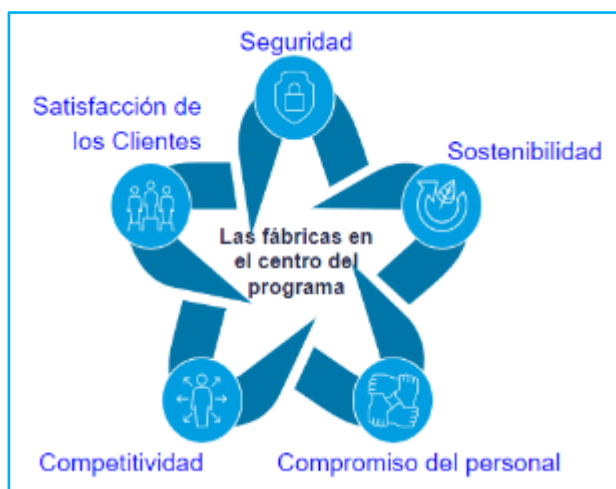 Seguridad
Satisfacción de
los Clientes
Sostenibilidad
Las fábricas en
el centro del
programa
Competitividad
Compromiso del personal